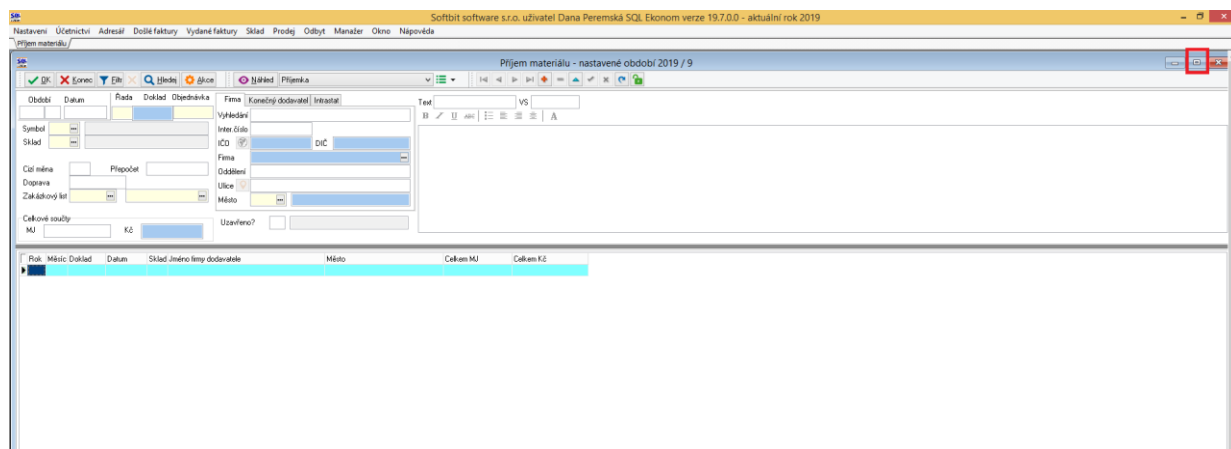 SQL Softbit software s.r.o. uživatel Dana Peremská SQL Ekonom verze 19.7.0.0 - aktuální rok 2019
Nastavení Účetnictví Adresář Došlé faktury Vydané faktury Sklad Prodej Odbyt Manažer Okno Nápověda
Příjem materiálu
Příjem materiálu - nastavené období 2019 / 9
OK Konec Filtr Hledej Akce Náhled Příjemka
Období Datum Řada Doklad Objednávka Firma Konečný dodavatel Intrastat Text VS
Vyhledání B I U ABC A
Symbol Inter.číslo
Sklad IČO DIČ
Firma
Cizí měna Přepočet Oddělení
Doprava Ulice
Zakázkový list Město
Celkové součty Uzavřeno?
MJ Kč
Rok Měsíc Doklad Datum Sklad Jméno firmy dodavatele Město Celkem MJ Celkem Kč